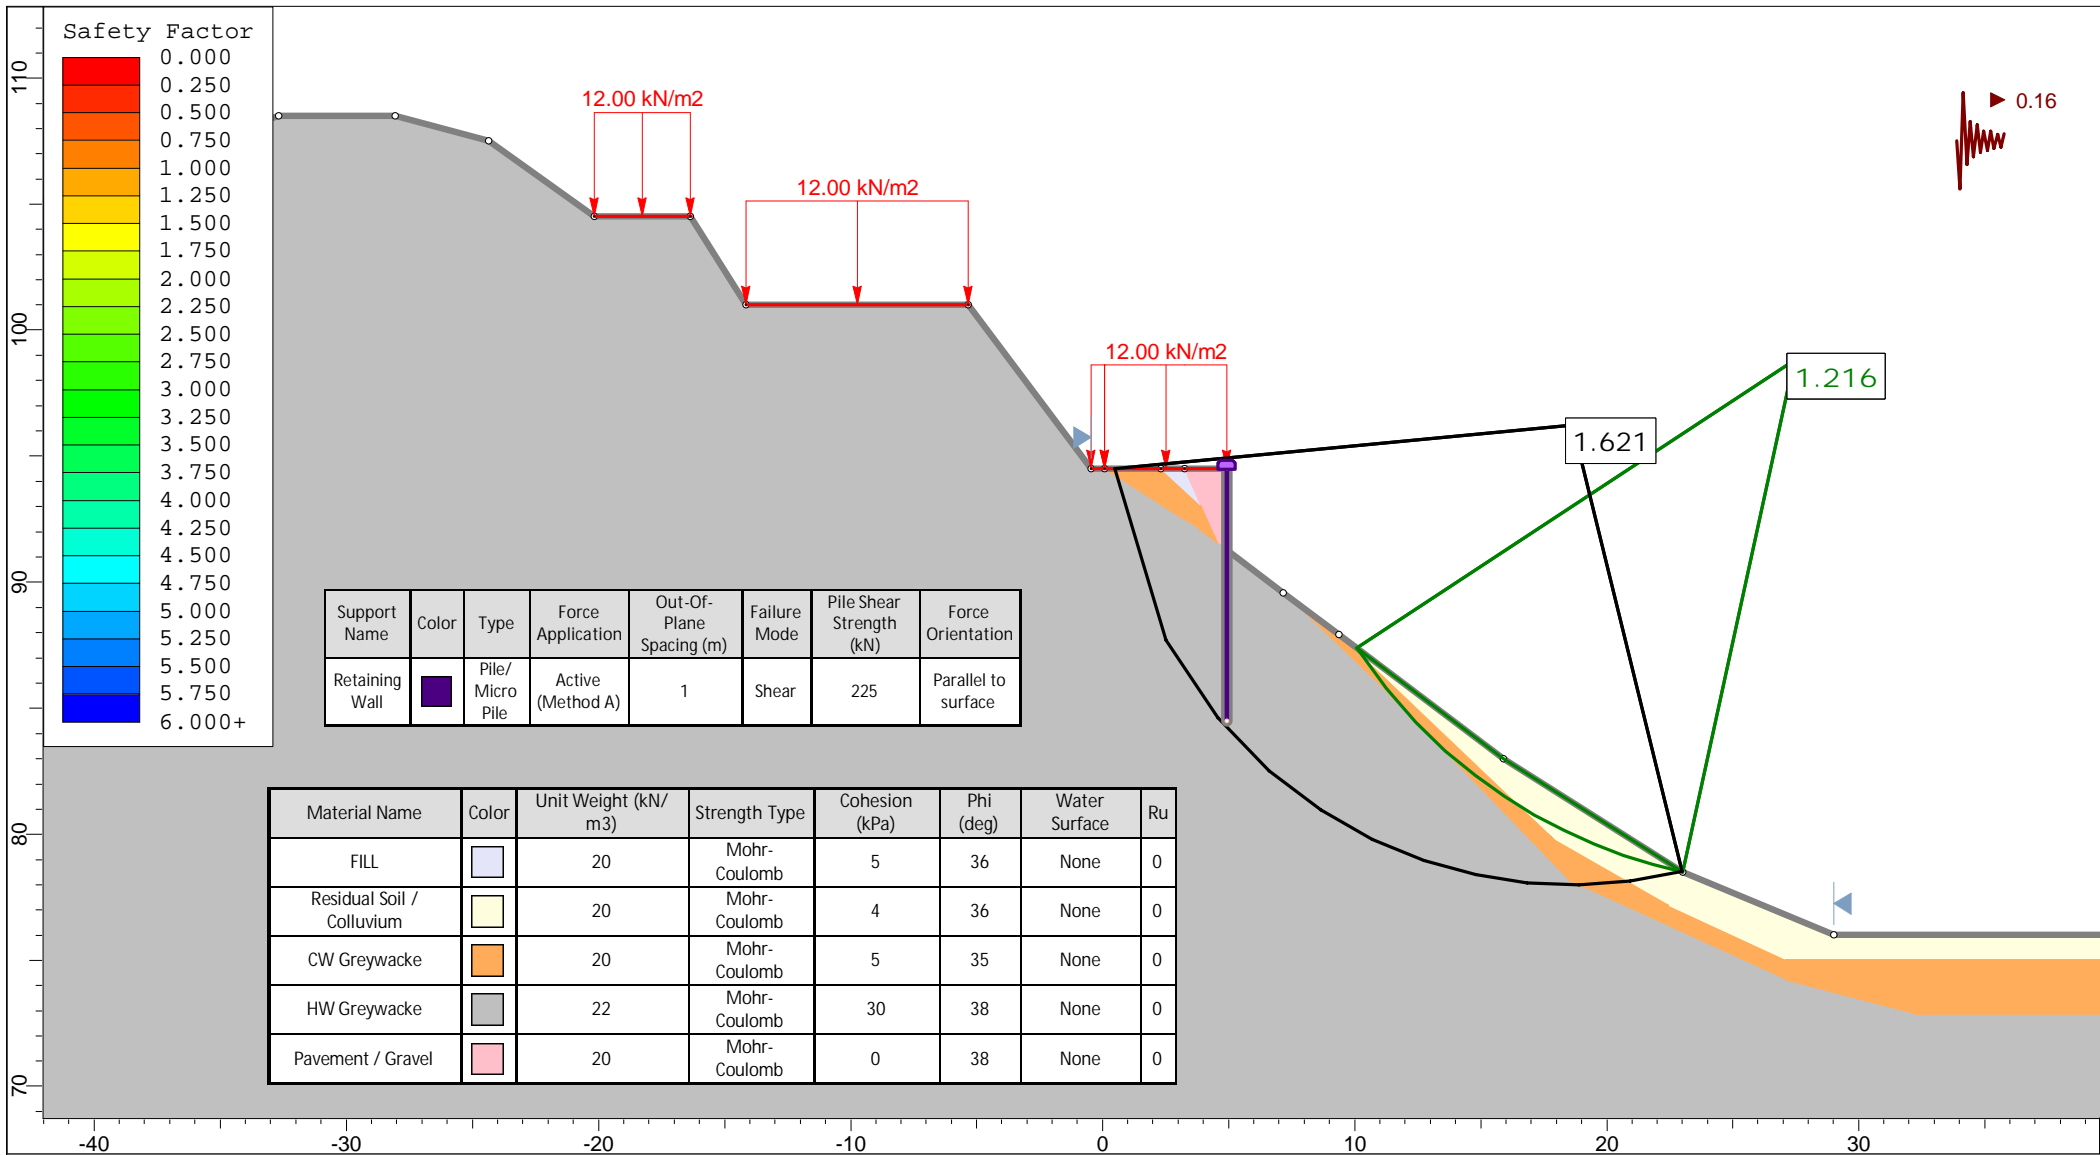 Safety Factor
0.000
0.250
0.500
0.750
1.000
1.250
1.500
1.750
2.000
2.250
2.500
2.750
3.000
3.250
3.500
3.750
4.000
4.250
4.500
4.750
5.000
5.250
5.500
5.750
6.000+
12.00 kN/m2
12.00 kN/m2
12.00 kN/m2
0.16
1.216
1.621
Support Name Color Type Force Application Out-Of-Plane Spacing (m) Failure Mode Pile Shear Strength (kN) Force Orientation
Retaining Wall Pile/ Micro Pile Active (Method A) 1 Shear 225 Parallel to surface
Material Name Color Unit Weight (kN/m3) Strength Type Cohesion (kPa) Phi (deg) Water Surface Ru
FILL 20 Mohr-Coulomb 5 36 None 0
Residual Soil / Colluvium 20 Mohr-Coulomb 4 36 None 0
CW Greywacke 20 Mohr-Coulomb 5 35 None 0
HW Greywacke 22 Mohr-Coulomb 30 38 None 0
Pavement / Gravel 20 Mohr-Coulomb 0 38 None 0
110
100
90
80
70
-40 -30 -20 -10 0 10 20 30